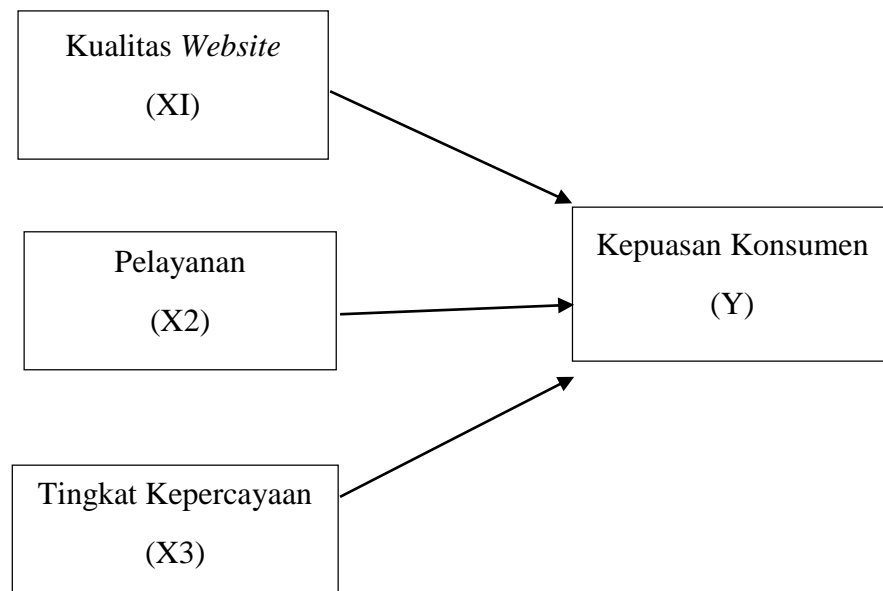 Kualitas Website
(XI)
Pelayanan
(X2)
Kepuasan Konsumen
(Y)
Tingkat Kepercayaan
(X3)